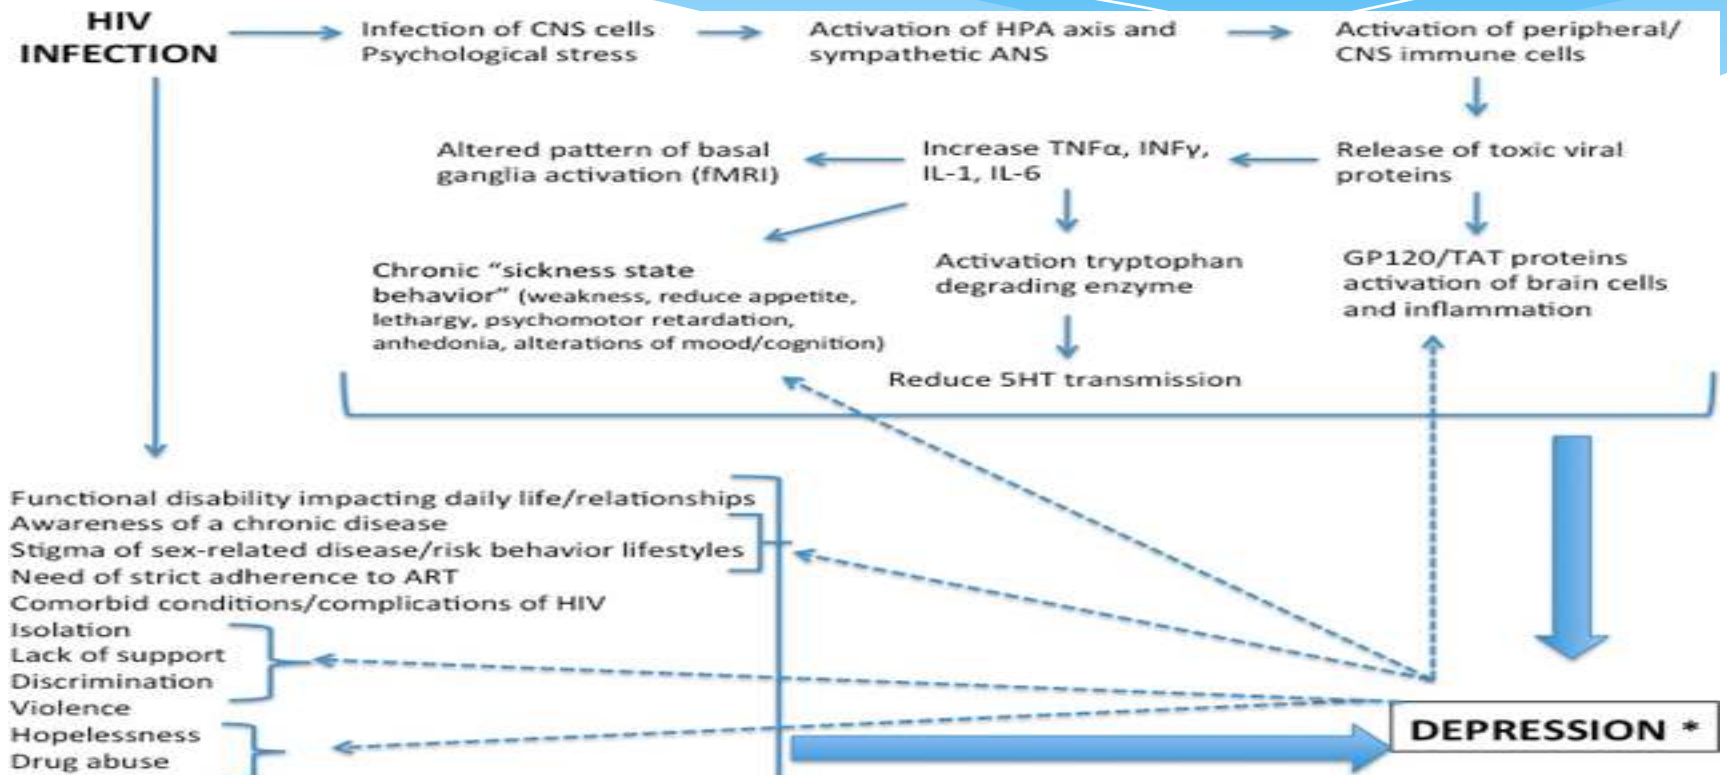 HIV
INFECTION
Infection of CNS cells
Psychological stress
Activation of HPA axis and
sympathetic ANS
Activation of peripheral/
CNS immune cells
Altered pattern of basal
ganglia activation (fMRI)
Increase TNFα, INFγ,
IL-1, IL-6
Release of toxic viral
proteins
Chronic “sickness state
behavior” (weakness, reduce appetite,
lethargy, psychomotor retardation,
anhedonia, alterations of mood/cognition)
Activation tryptophan
degrading enzyme
GP120/TAT proteins
activation of brain cells
and inflammation
Reduce 5HT transmission
Functional disability impacting daily life/relationships
Awareness of a chronic disease
Stigma of sex-related disease/risk behavior lifestyles
Need of strict adherence to ART
Comorbid conditions/complications of HIV
Isolation
Lack of support
Discrimination
Violence
Hopelessness
Drug abuse
DEPRESSION *